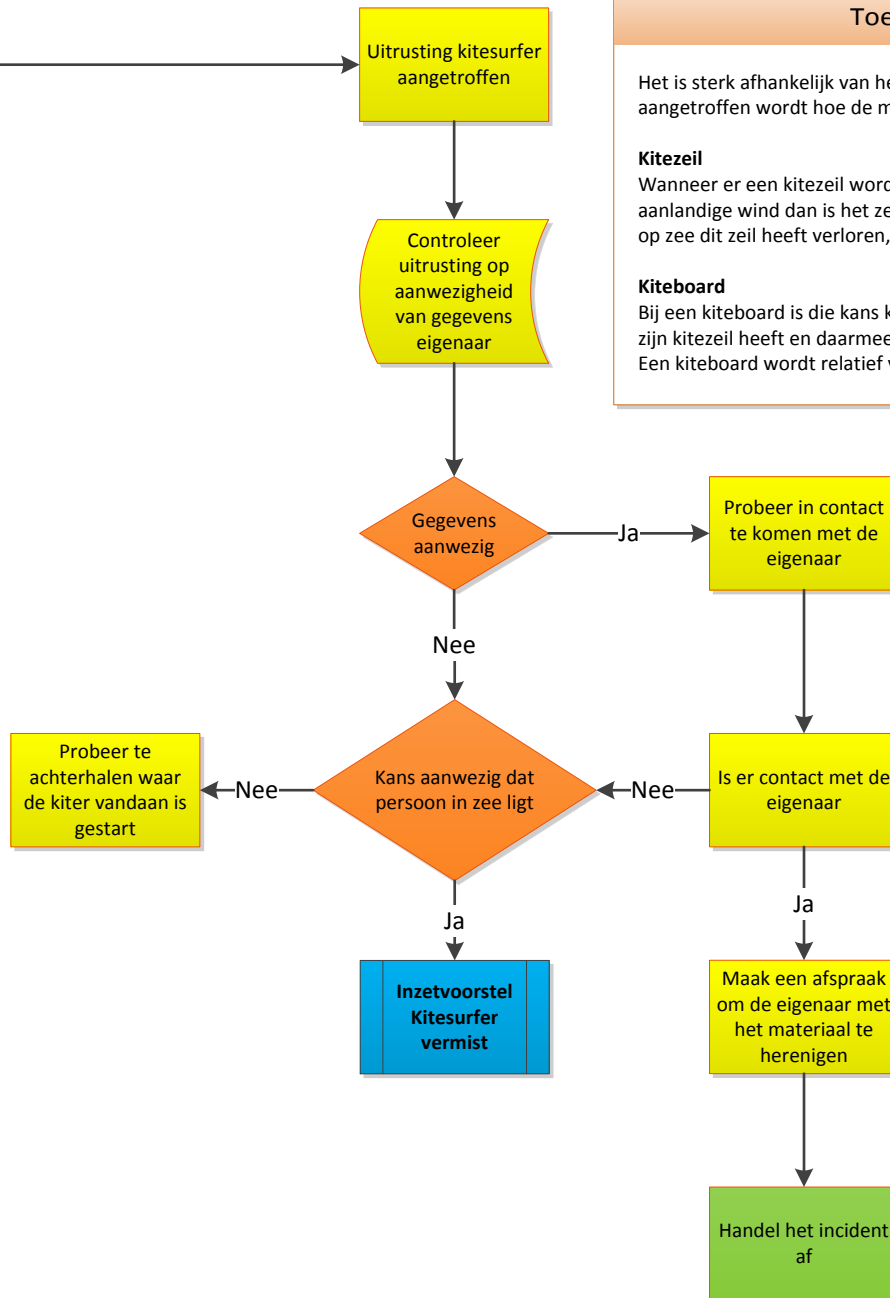 Uitrusting kitesurfer
aangetroffen
Controleer
uitrusting op
aanwezigheid
van gegevens
eigenaar
Het is sterk afhankelijk van
aangetroffen wordt hoe de
Kitezeil
Wanneer er een kitezeil
aanlandige wind dan is het
op zee dit zeil heeft verloren,
Kiteboard
Bij een kiteboard is die kans
zijn kitezeil heeft en daarmee
Een kiteboard wordt relatief
Gegevens
aanwezig
Ja
Probeer in contact
te komen met de
eigenaar
Nee
Probeer te
achterhalen waar
de kiter vandaan is
gestart
Nee
Kans aanwezig dat
persoon in zee ligt
Nee
Is er contact met de
eigenaar
Ja
Ja
Inzetvoorstel
Kitesurfer
vermist
Maak een afspraak
om de eigenaar met
het materiaal te
herenigen
Handel het incident
af